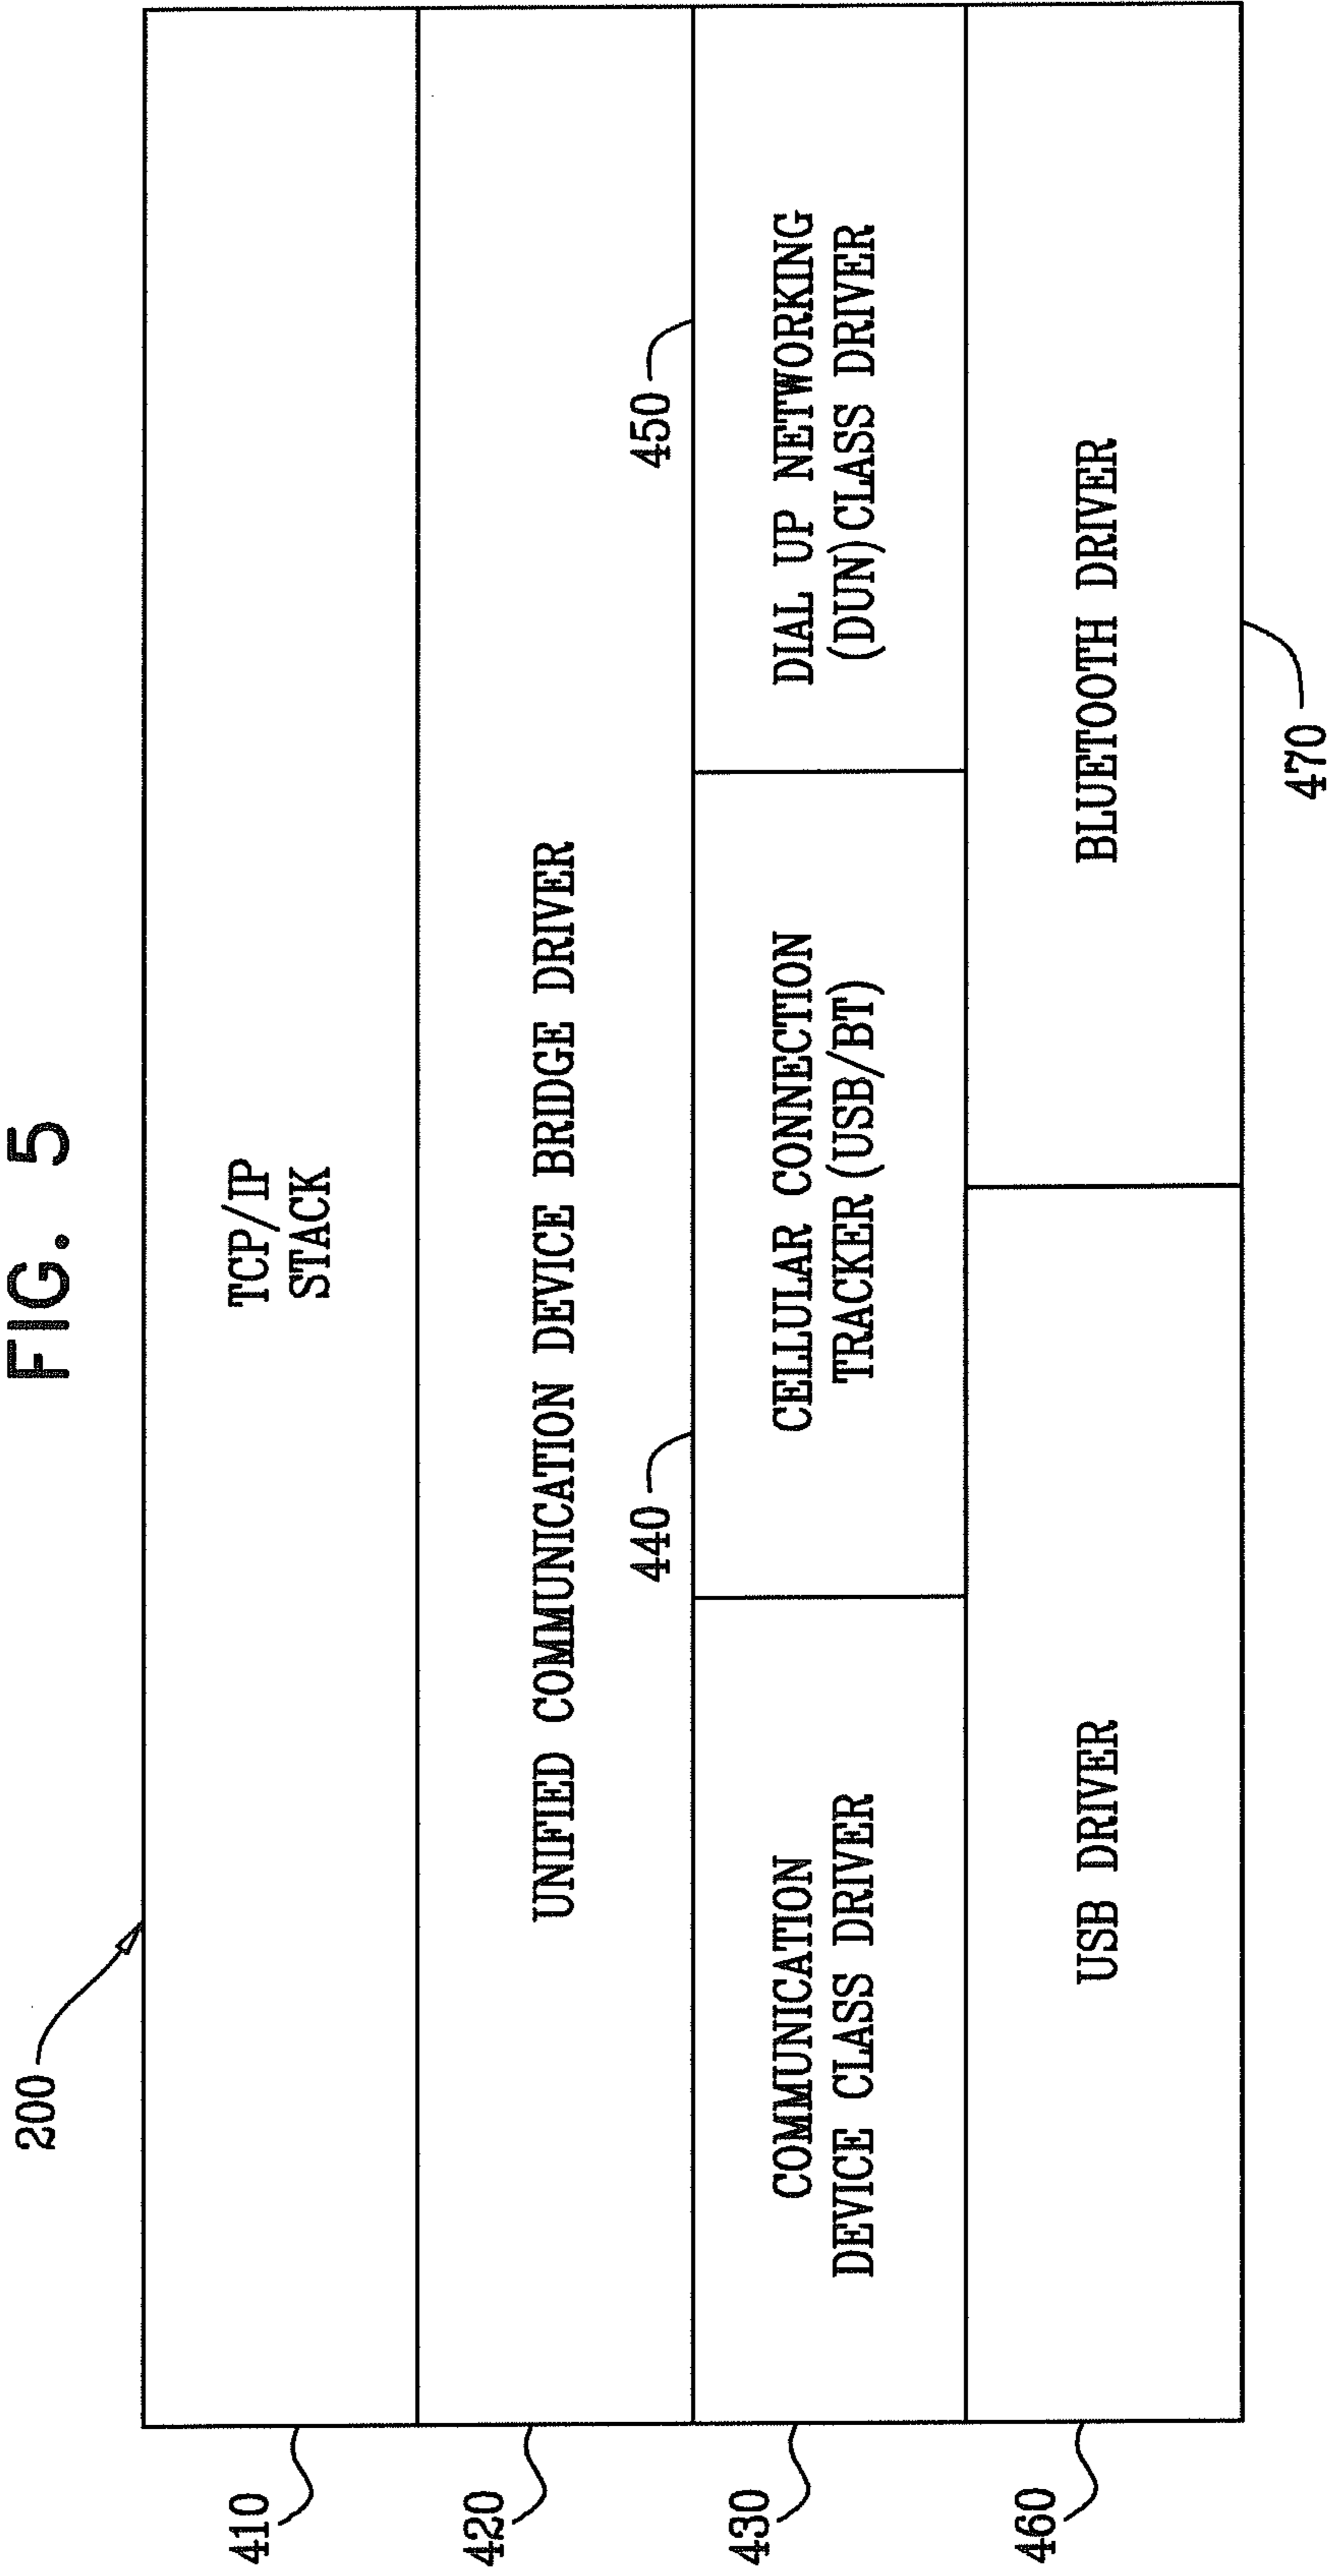 FIG. 5
200
410
TCP/IP
STACK
420
UNIFIED COMMUNICATION DEVICE BRIDGE DRIVER
440
450
430
COMMUNICATION
DEVICE CLASS DRIVER
CELLULAR CONNECTION
TRACKER (USB/BT)
DIAL UP NETWORKING
(DUN) CLASS DRIVER
460
USB DRIVER
BLUETOOTH DRIVER
470